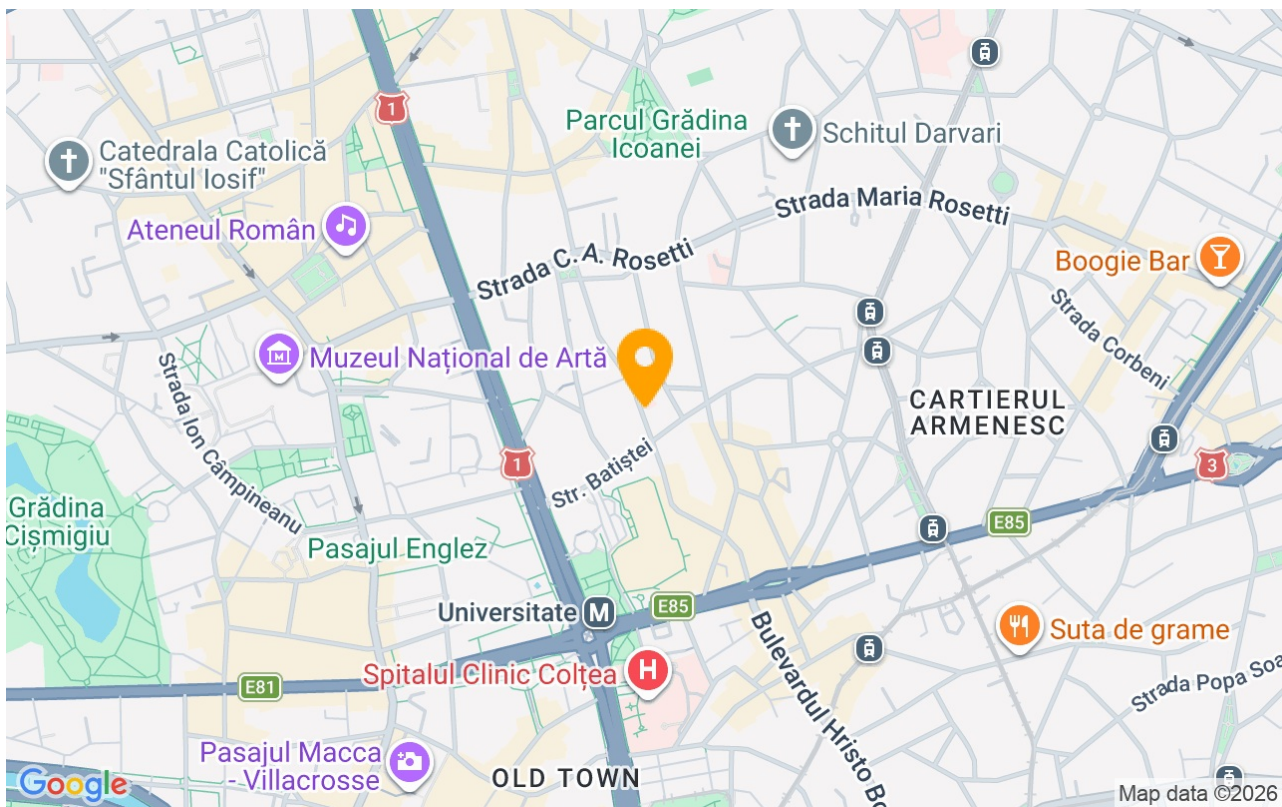 1
Parcul Grădina
Icoanei
Schitul Darvari
Catedrala Catolică
"Sfântul Iosif"
Strada Maria Rosetti
Ateneul Român
Strada C. A. Rosetti
Boogie Bar
Strada Corbeni
Muzeul Național de Artă
Strada Ion Câmpineanu
CARTIERUL
ARMENESC
1
3
Str. Batiștei
Grădina
Cișmigiu
E85
Pasajul Englez
Universitate
M
E85
Suta de grame
Bulevardul Hristo Bo
Spitalul Clinic Colțea
H
E81
Strada Popa Soa
Pasajul Macca
- Villacrosse
OLD TOWN
Google
Map data ©2026